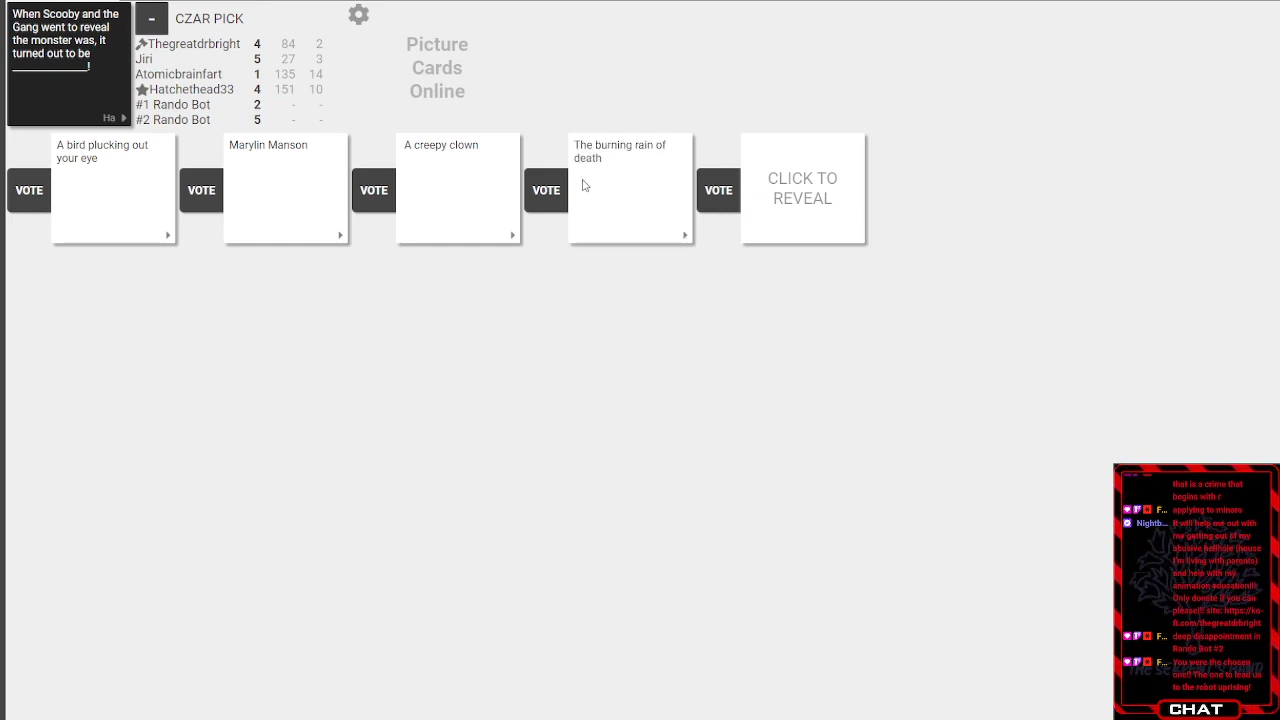 When Scooby and the
Gang went to reveal
the monster was, it
turned out to be
____________!
Ha
-
CZAR PICK
Thegreatdrbright 4 84 2
Jiri 5 27 3
Atomicbrainfart 1 135 14
Hatchethead33 4 151 10
#1 Rando Bot 2 - -
#2 Rando Bot 5 - -
Picture
Cards
Online
VOTE
A bird plucking out
your eye
VOTE
Marylin Manson
VOTE
A creepy clown
VOTE
The burning rain of
death
VOTE
CLICK TO
REVEAL
that is a crime that
begins with r
F... applying to minors
Nightb... It will help me out with
me getting out of my
abusive hellhole (house
I'm living with parents)
and help with my
animation education!!!
Only donate if you can
please!!! site: https://ko-
fi.com/thegreatdrbright
F... deep disappointment in
Rando Bot #2
F... You were the chosen
one!! The one to lead us
to the robot uprising!
THE SERPENT'S HAND
CHAT